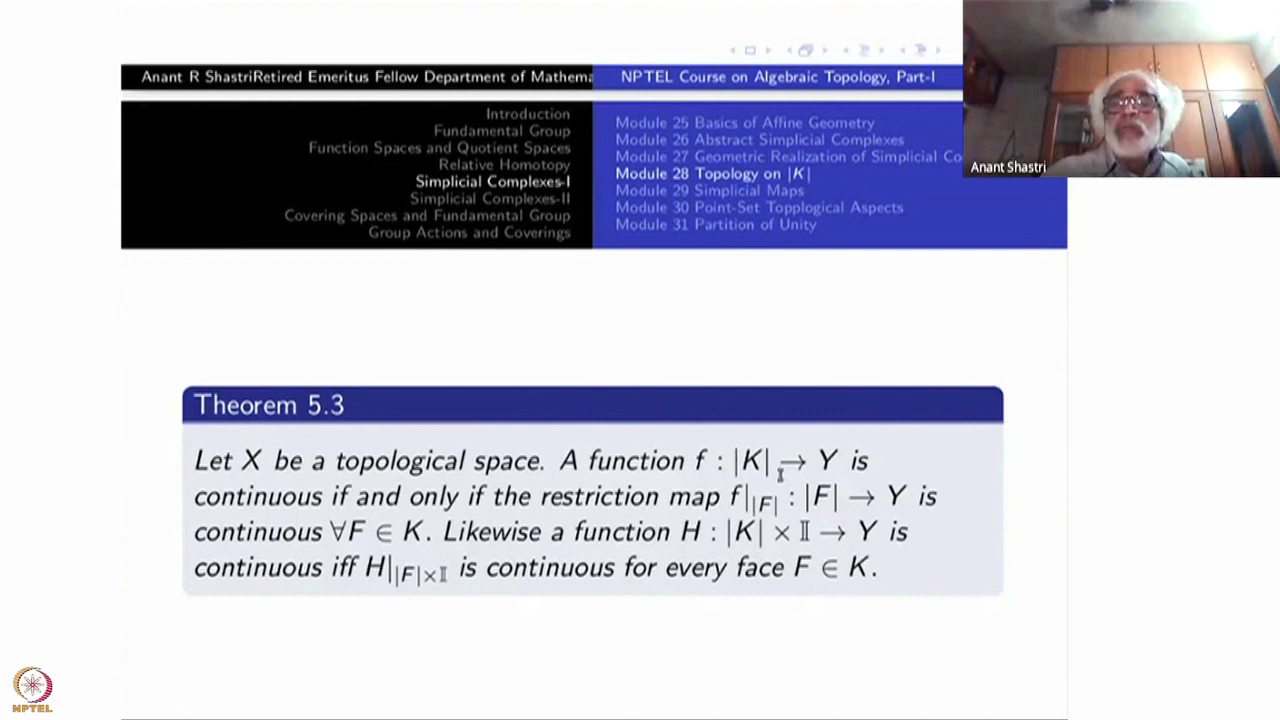 Anant R ShastriRetired Emeritus Fellow Department of Mathema
NPTEL Course on Algebraic Topology, Part-I
Introduction
Fundamental Group
Function Spaces and Quotient Spaces
Relative Homotopy
Simplicial Complexes-I
Simplicial Complexes-II
Covering Spaces and Fundamental Group
Group Actions and Coverings
Module 25 Basics of Affine Geometry
Module 26 Abstract Simplicial Complexes
Module 27 Geometric Realization of Simplicial Co
Module 28 Topology on |K|
Module 29 Simplicial Maps
Module 30 Point-Set Topplogical Aspects
Module 31 Partition of Unity
Anant Shastri
Theorem 5.3
Let X be a topological space. A function f : |K| → Y is
continuous if and only if the restriction map f|_{|F|} : |F| → Y is
continuous ∀F ∈ K. Likewise a function H : |K| × 𝕀 → Y is
continuous iff H|_{|F|×𝕀} is continuous for every face F ∈ K.
NPTEL